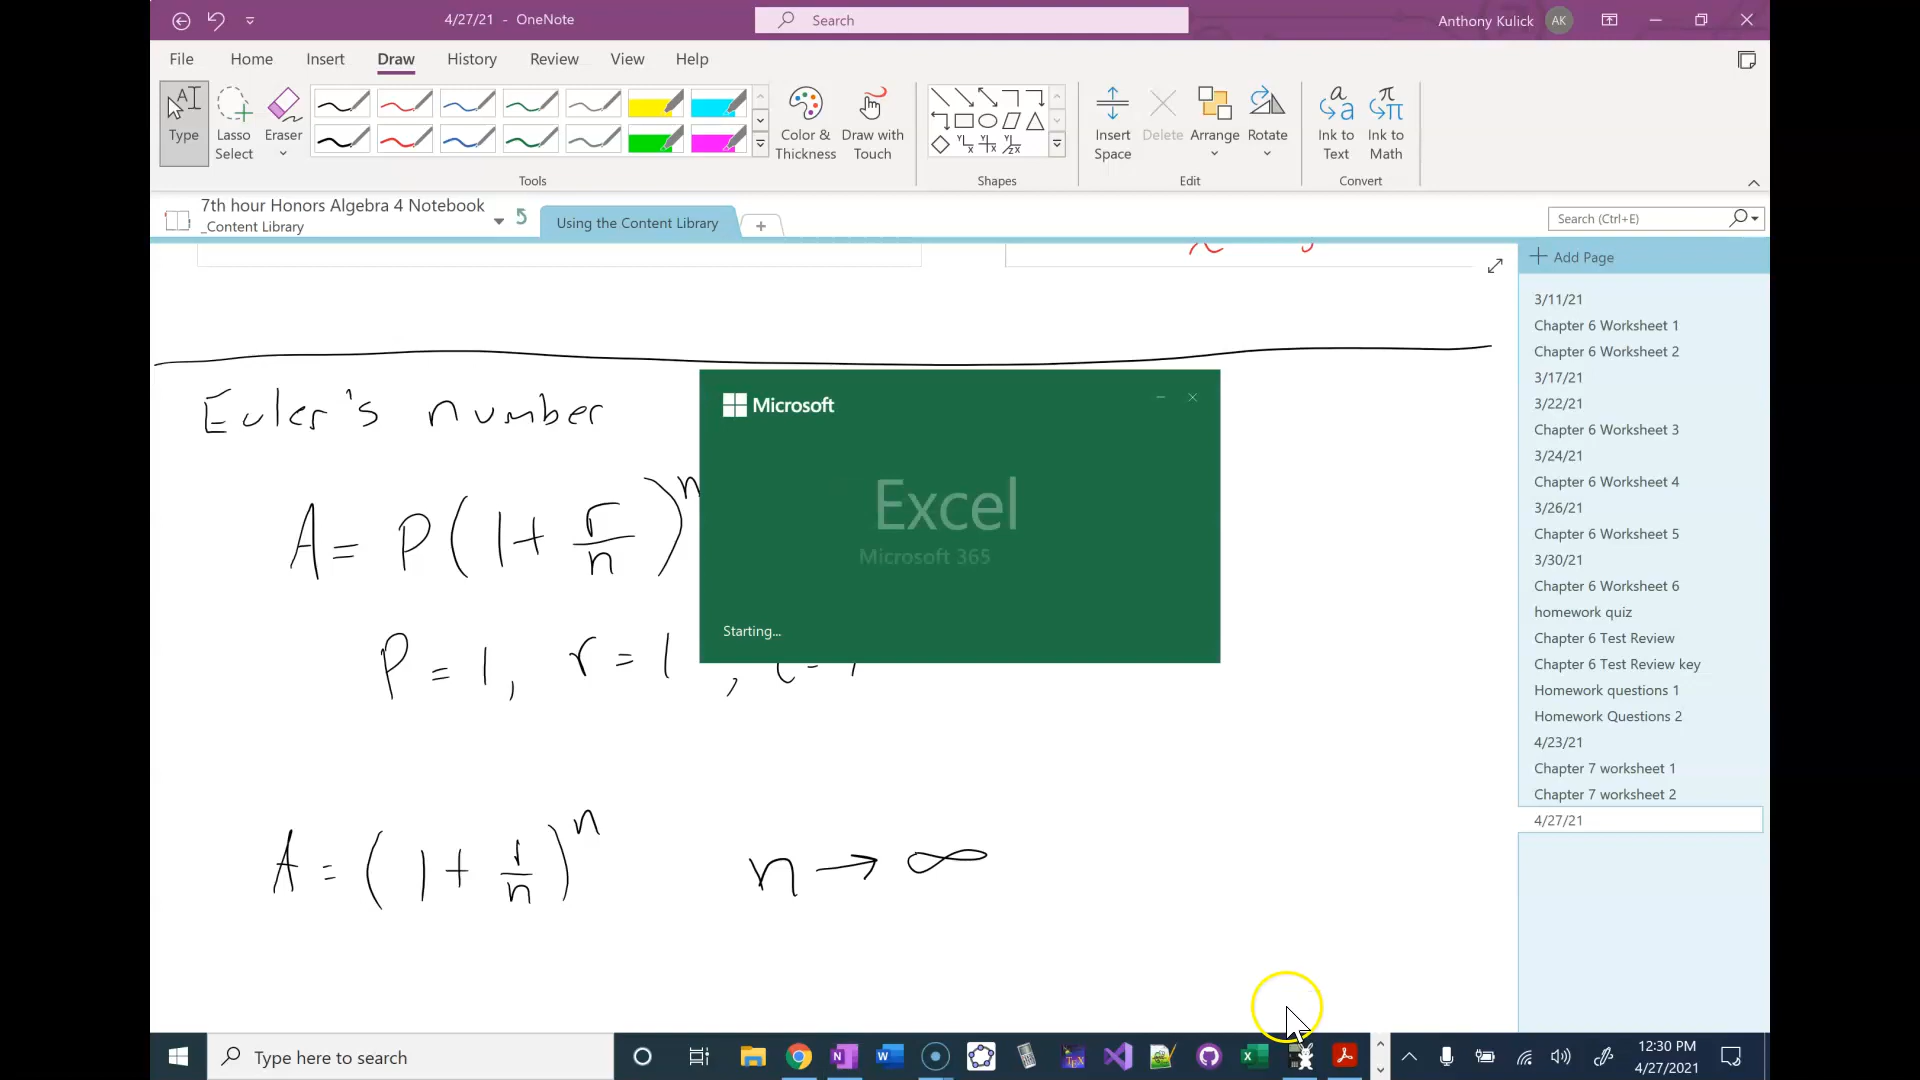 4/27/21 - OneNote
Search
Anthony Kulick AK
File Home Insert Draw History Review View Help
Type
Lasso Select
Eraser
Color & Thickness
Draw with Touch
Insert Space
Delete
Arrange
Rotate
Ink to Text
Ink to Math
Tools
Shapes
Edit
Convert
7th hour Honors Algebra 4 Notebook
_Content Library
Using the Content Library
Search (Ctrl+E)
Add Page
3/11/21
Chapter 6 Worksheet 1
Chapter 6 Worksheet 2
3/17/21
3/22/21
Chapter 6 Worksheet 3
3/24/21
Chapter 6 Worksheet 4
3/26/21
Chapter 6 Worksheet 5
3/30/21
Chapter 6 Worksheet 6
homework quiz
Chapter 6 Test Review
Chapter 6 Test Review key
Homework questions 1
Homework Questions 2
4/23/21
Chapter 7 worksheet 1
Chapter 7 worksheet 2
4/27/21
Euler's number
A = P(1 + r/n)^n
P = 1, r = 1,
A = (1 + 1/n)^n n → ∞
Microsoft
Excel
Microsoft 365
Starting...
Type here to search
12:30 PM
4/27/2021